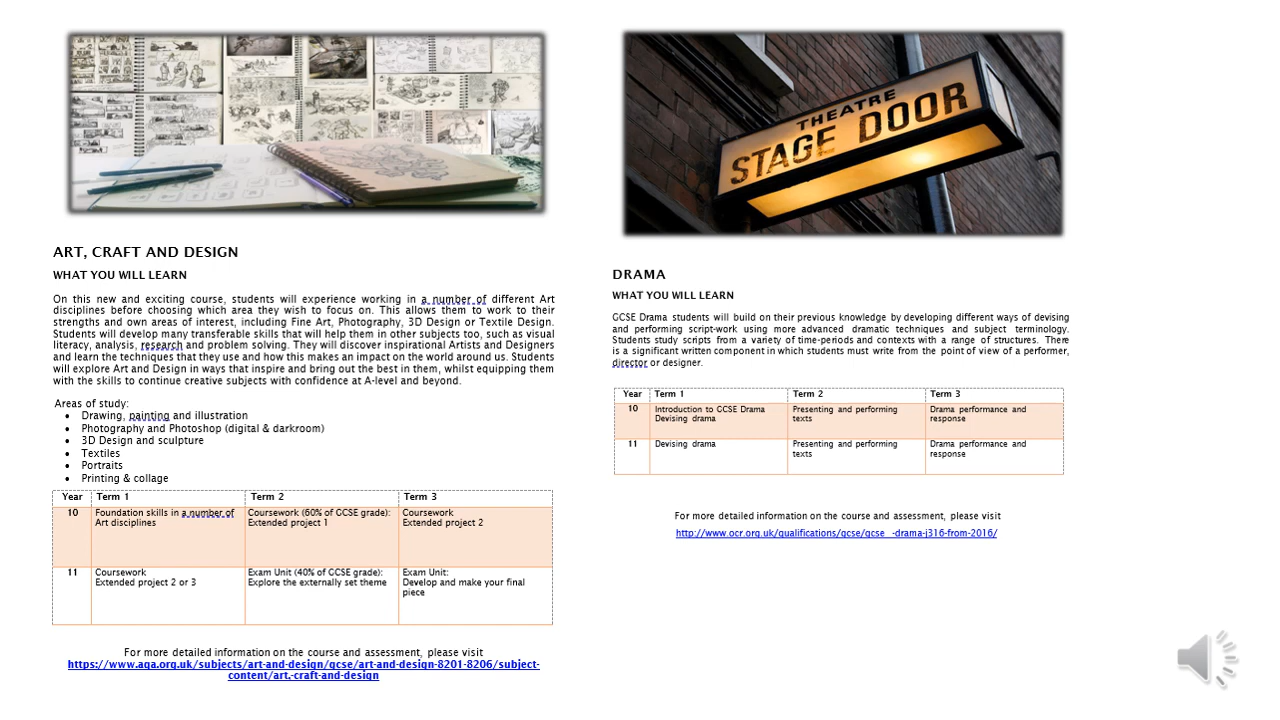 THEATRE
STAGE DOOR
ART, CRAFT AND DESIGN
WHAT YOU WILL LEARN
On this new and exciting course, students will experience working in a number of different Art
disciplines before choosing which area they wish to focus on. This allows them to work to their
strengths and own areas of interest, including Fine Art, Photography, 3D Design or Textile Design.
Students will develop many transferable skills that will help them in other subjects too, such as visual
literacy, analysis, research and problem solving. They will discover inspirational Artists and Designers
and learn the techniques that they use and how this makes an impact on the world around us. Students
will explore Art and Design in ways that inspire and bring out the best in them, whilst equipping them
with the skills to continue creative subjects with confidence at A-level and beyond.
Areas of study:
• Drawing, painting and illustration
• Photography and Photoshop (digital & darkroom)
• 3D Design and sculpture
• Textiles
• Portraits
• Printing & collage
Year Term 1 Term 2 Term 3
10 Foundation skills in a number of Coursework (60% of GCSE grade): Coursework
Art disciplines Extended project 1 Extended project 2
11 Coursework Exam Unit (40% of GCSE grade): Exam Unit:
Extended project 2 or 3 Explore the externally set theme Develop and make your final
piece
For more detailed information on the course and assessment, please visit
https://www.aqa.org.uk/subjects/art-and-design/gcse/art-and-design-8201-8206/subject-
content/art,-craft-and-design
DRAMA
WHAT YOU WILL LEARN
GCSE Drama students will build on their previous knowledge by developing different ways of devising
and performing script-work using more advanced dramatic techniques and subject terminology.
Students study scripts from a variety of time-periods and contexts with a range of structures. There
is a significant written component in which students must write from the point of view of a performer,
director or designer.
Year Term 1 Term 2 Term 3
10 Introduction to GCSE Drama Presenting and performing Drama performance and
Devising drama texts response
11 Devising drama Presenting and performing Drama performance and
texts response
For more detailed information on the course and assessment, please visit
http://www.ocr.org.uk/qualifications/gcse/gcse -drama-j316-from-2016/